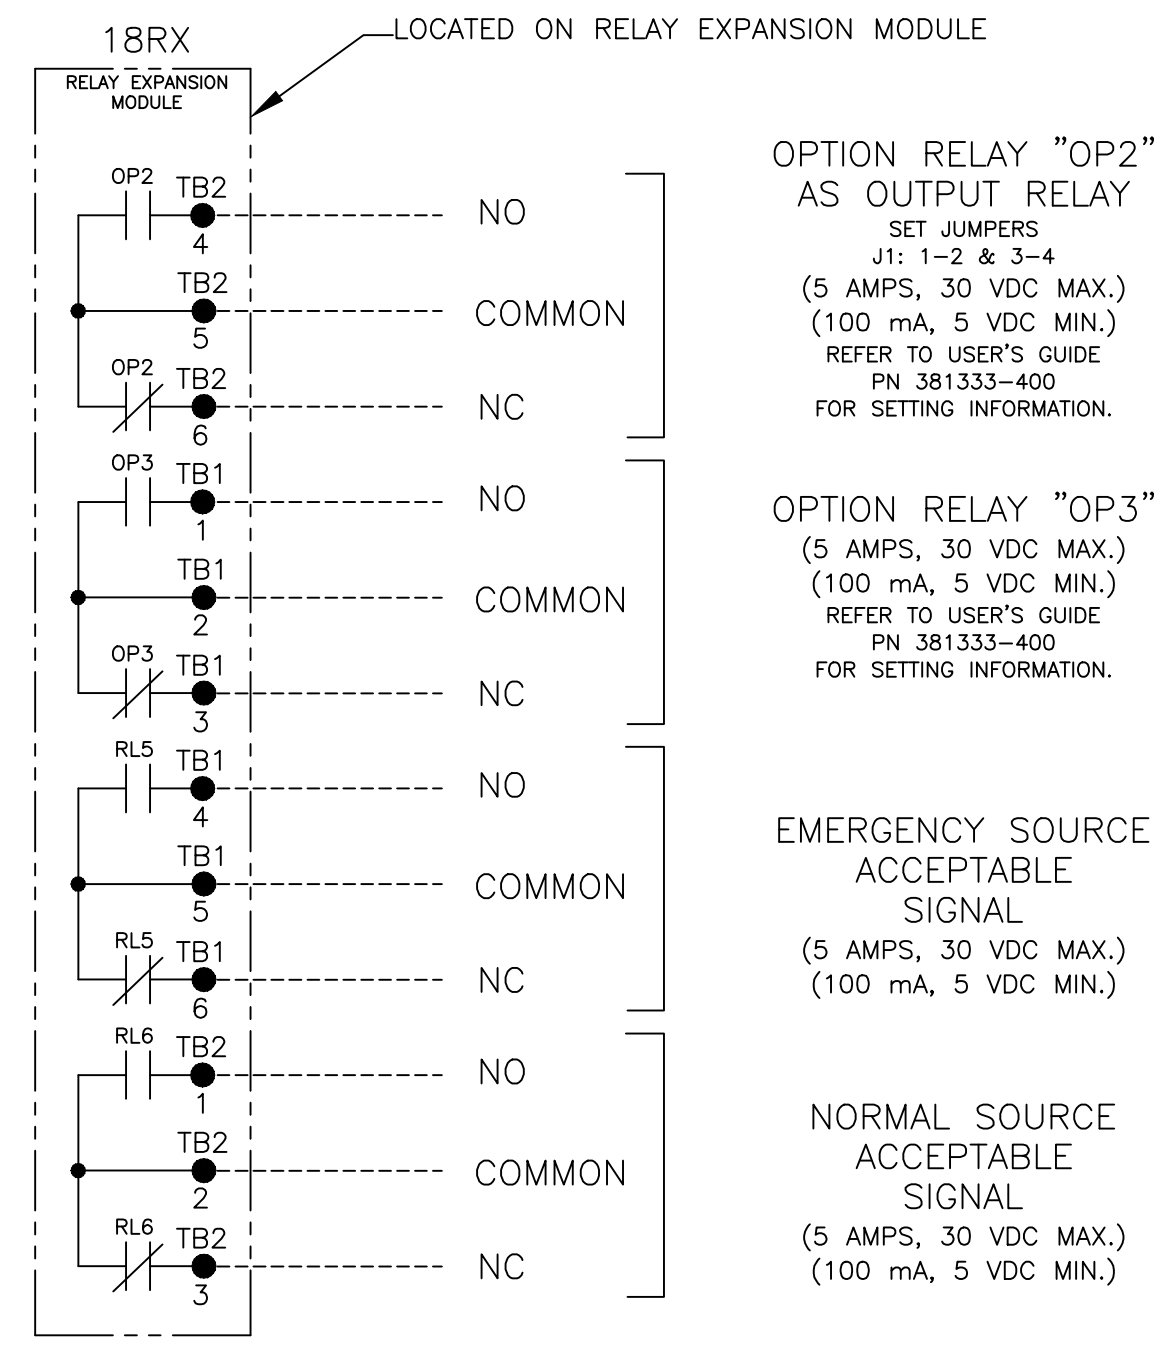 18RX
LOCATED ON RELAY EXPANSION MODULE
RELAY EXPANSION
MODULE
OP2
TB2
4
NO
TB2
5
COMMON
OP2
TB2
6
NC
OPTION RELAY "OP2"
AS OUTPUT RELAY
SET JUMPERS
J1: 1-2 & 3-4
(5 AMPS, 30 VDC MAX.)
(100 mA, 5 VDC MIN.)
REFER TO USER'S GUIDE
PN 381333-400
FOR SETTING INFORMATION.
OP3
TB1
1
NO
TB1
2
COMMON
OP3
TB1
3
NC
OPTION RELAY "OP3"
(5 AMPS, 30 VDC MAX.)
(100 mA, 5 VDC MIN.)
REFER TO USER'S GUIDE
PN 381333-400
FOR SETTING INFORMATION.
RL5
TB1
4
NO
TB1
5
COMMON
RL5
TB1
6
NC
EMERGENCY SOURCE
ACCEPTABLE
SIGNAL
(5 AMPS, 30 VDC MAX.)
(100 mA, 5 VDC MIN.)
RL6
TB2
1
NO
TB2
2
COMMON
RL6
TB2
3
NC
NORMAL SOURCE
ACCEPTABLE
SIGNAL
(5 AMPS, 30 VDC MAX.)
(100 mA, 5 VDC MIN.)